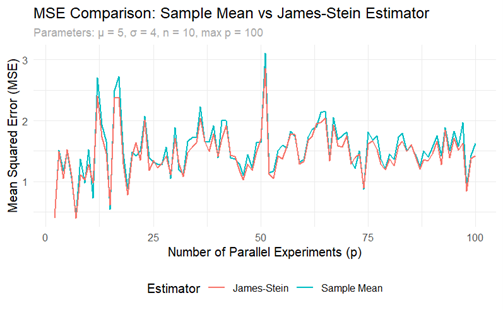 MSE Comparison: Sample Mean vs James-Stein Estimator
Parameters: μ = 5, σ = 4, n = 10, max p = 100
Mean Squared Error (MSE)
3
2
1
0 25 50 75 100
Number of Parallel Experiments (p)
Estimator James-Stein Sample Mean